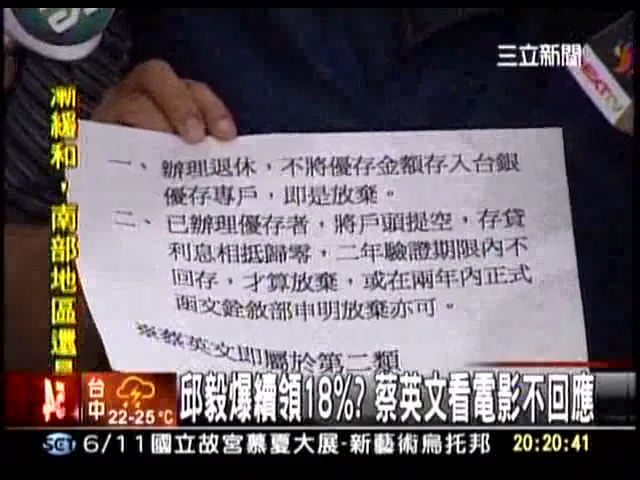 三立新聞
NEXTTV
漸緩和，南部地區還是
一、辦理退休，不將優存金額存入台銀
優存專戶，即是放棄。
二、已辦理優存者，將戶頭提空，存貸
利息相抵歸零，二年驗證期限內不
回存，才算放棄，或在兩年內正式
函文銓敘部申明放棄亦可。
※蔡英文即屬於第二類
台中
22-25℃
邱毅爆續領18%? 蔡英文看電影不回應
SET 6/11國立故宮慕夏大展-新藝術烏托邦
20:20:41